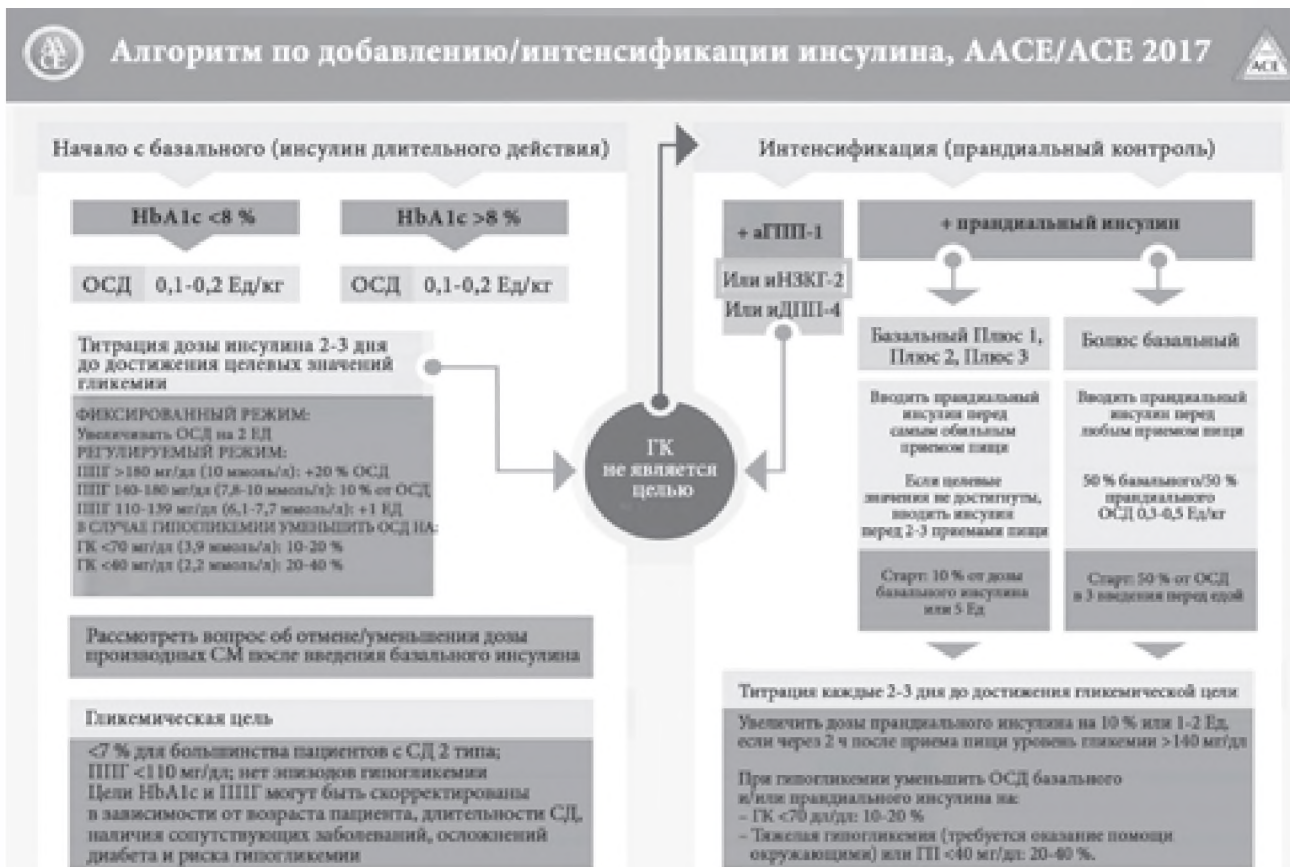 Алгоритм по добавлению/интенсификации инсулина, AACE/ACE 2017
ACE
Начало с базального (инсулин длительного действия)
HbA1c <8 %
HbA1c >8 %
ОСД 0,1-0,2 Ед/кг
ОСД 0,1-0,2 Ед/кг
Титрация дозы инсулина 2-3 дня
до достижения целевых значений
гликемии
ФИКСИРОВАННЫЙ РЕЖИМ:
Увеличивать ОСД на 2 ЕД
РЕГУЛИРУЕМЫЙ РЕЖИМ:
ППГ >180 мг/дл (10 ммоль/л): +20 % ОСД
ППГ 140-180 мг/дл (7,8-10 ммоль/л): 10 % от ОСД
ППГ 110-139 мг/дл (6,1-7,7 ммоль/л): +1 ЕД
В СЛУЧАЕ ГИПОГЛИКЕМИИ УМЕНЬШИТЬ ОСД НА:
ГК <70 мг/дл (3,9 ммоль/л): 10-20 %
ГК <40 мг/дл (2,2 ммоль/л): 20-40 %
Рассмотреть вопрос об отмене/уменьшении дозы
производных СМ после введения базального инсулина
Гликемическая цель
<7 % для большинства пациентов с СД 2 типа;
ППГ <110 мг/дл; нет эпизодов гипогликемии
Цели HbA1c и ППГ могут быть скорректированы
в зависимости от возраста пациента, длительности СД,
наличия сопутствующих заболеваний, осложнений
диабета и риска гипогликемии
ГК
не является
целью
Интенсификация (прандиальный контроль)
+ аГПП-1
Или иНЗКГ-2
Или иДПП-4
+ прандиальный инсулин
Базальный Плюс 1,
Плюс 2, Плюс 3
Вводить прандиальный
инсулин перед
самым обильным
приемом пищи
Если целевые
значения не достигнуты,
вводить инсулин
перед 2-3 приемами пищи
Старт: 10 % от дозы
базального инсулина
или 5 Ед
Болюс базальный
Вводить прандиальный
инсулин перед
любым приемом пищи
50 % базального/50 %
прандиального
ОСД 0,3-0,5 Ед/кг
Старт: 50 % от ОСД
в 3 введения перед едой
Титрация каждые 2-3 дня до достижения гликемической цели
Увеличить дозы прандиального инсулина на 10 % или 1-2 Ед,
если через 2 ч после приема пищи уровень гликемии >140 мг/дл
При гипогликемии уменьшить ОСД базального
и/или прандиального инсулина на:
– ГК <70 дл/дл: 10-20 %
– Тяжелая гипогликемия (требуется оказание помощи
окружающими) или ГП <40 мг/дл: 20-40 %.